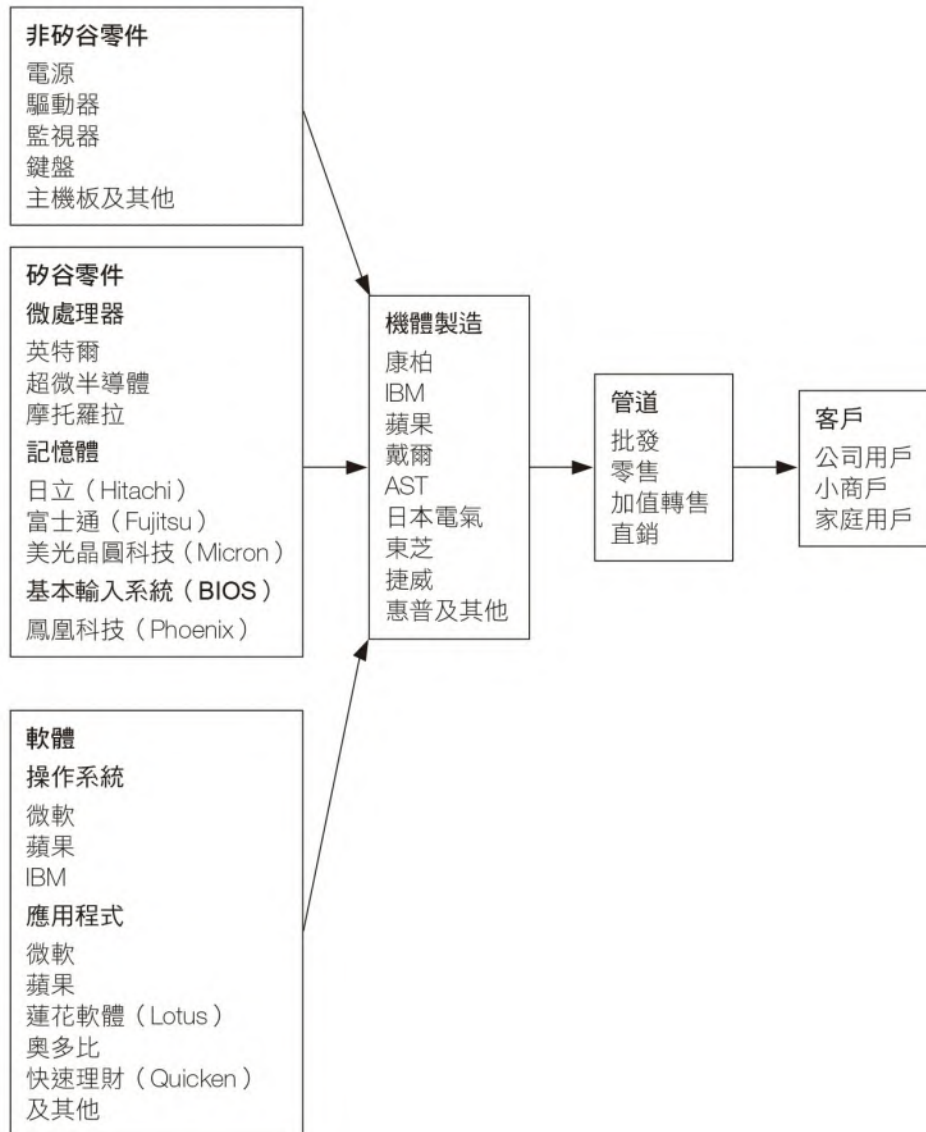 非矽谷零件
電源
驅動器
監視器
鍵盤
主機板及其他
矽谷零件
微處理器
英特爾
超微半導體
摩托羅拉
記憶體
日立（Hitachi）
富士通（Fujitsu）
美光晶圓科技（Micron）
基本輸入系統（BIOS）
鳳凰科技（Phoenix）
軟體
操作系統
微軟
蘋果
IBM
應用程式
微軟
蘋果
蓮花軟體（Lotus）
奧多比
快速理財（Quicken）
及其他
機體製造
康柏
IBM
蘋果
戴爾
AST
日本電氣
東芝
捷威
惠普及其他
管道
批發
零售
加值轉售
直銷
客戶
公司用戶
小商戶
家庭用戶